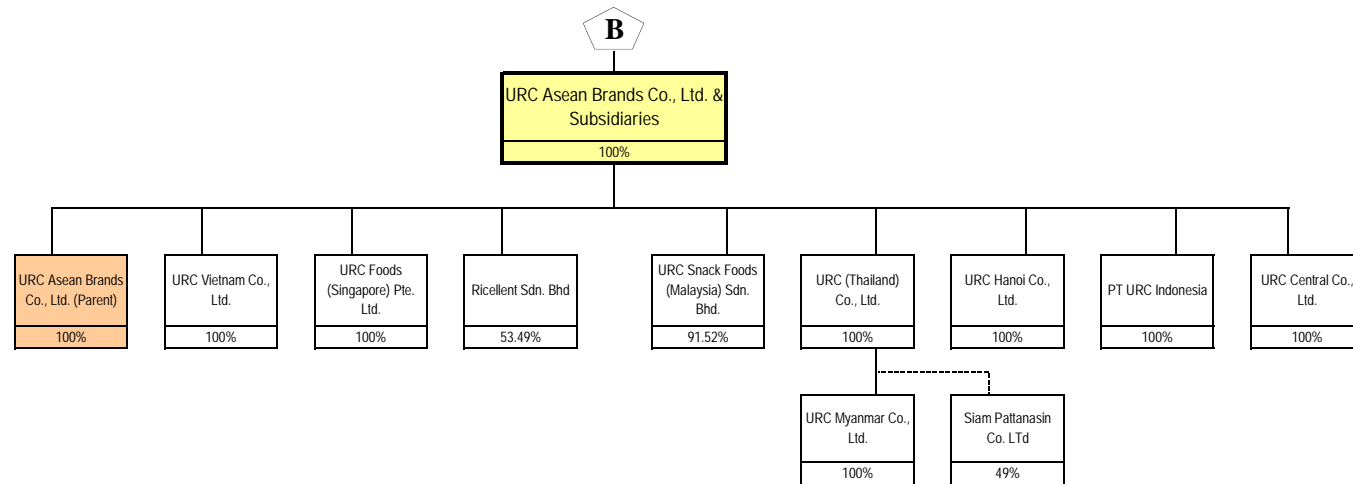 B
URC Asean Brands Co., Ltd. &
Subsidiaries
100%
URC Asean Brands
Co., Ltd. (Parent)
100%
URC Vietnam Co.,
Ltd.
100%
URC Foods
(Singapore) Pte.
Ltd.
100%
Ricellent Sdn. Bhd
53.49%
URC Snack Foods
(Malaysia) Sdn.
Bhd.
91.52%
URC (Thailand)
Co., Ltd.
100%
URC Hanoi Co.,
Ltd.
100%
PT URC Indonesia
100%
URC Central Co.,
Ltd.
100%
URC Myanmar Co.,
Ltd.
100%
Siam Pattanasin
Co. LTd
49%